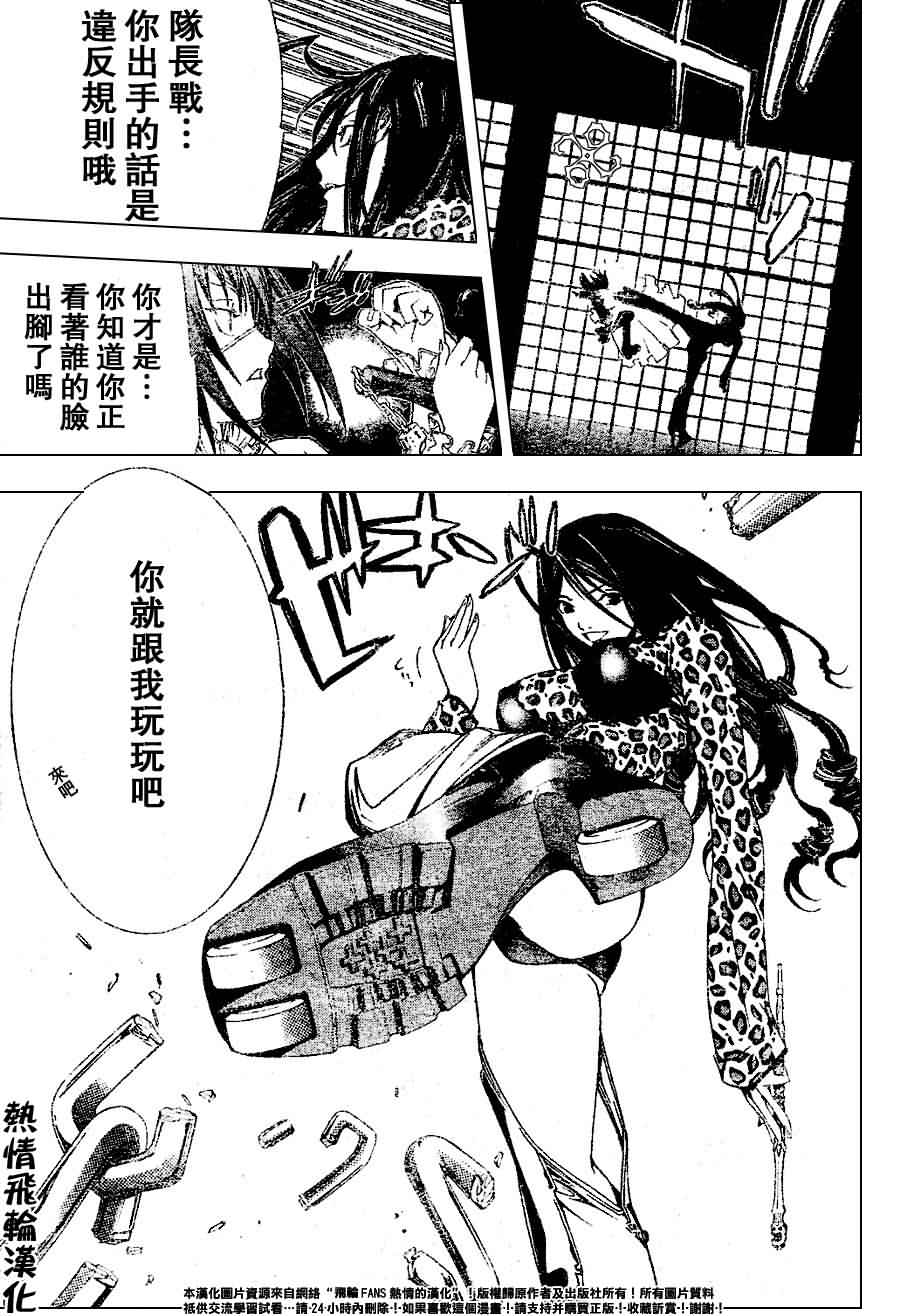 隊長戰…
你出手的話是
違反規則哦
你才是…
你知道你正
看著誰的臉
出腳了嗎
你就跟我玩玩吧
來吧
熱情飛輪漢化
本漢化圖片資源來自網絡“飛輪FANS熱情的漢化”！版權歸原作者及出版社所有！所有圖片資料
祗供交流學習試看…請·24·小時內刪除·！如果喜歡這個漫畫·！請支持并購買正版·！收藏訢賞·！謝謝·！